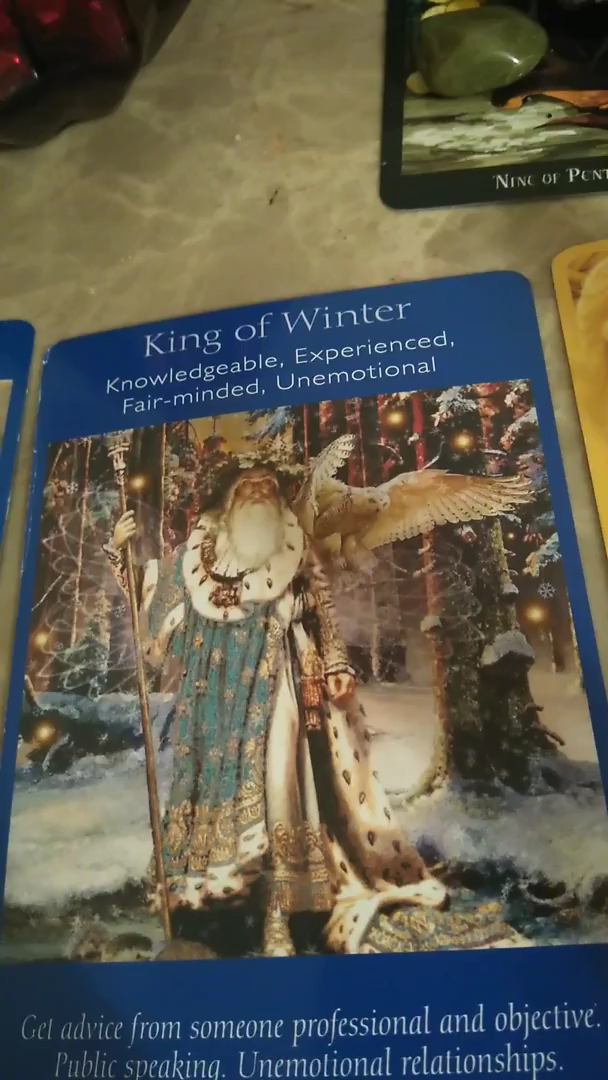 NINE OF
King of Winter
Knowledgeable, Experienced,
Fair-minded, Unemotional
Get advice from someone professional and objective.
Public speaking. Unemotional relationships.